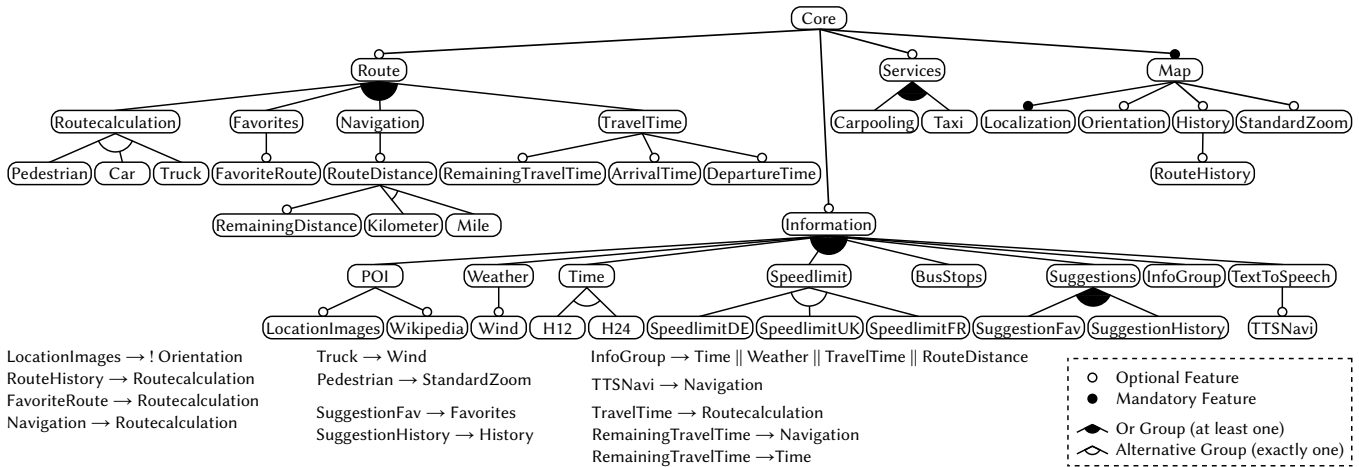 Core
Route
Services
Map
Routecalculation
Favorites
Navigation
TravelTime
Carpooling
Taxi
Localization
Orientation
History
StandardZoom
Pedestrian
Car
Truck
FavoriteRoute
RouteDistance
RemainingTravelTime
ArrivalTime
DepartureTime
RouteHistory
RemainingDistance
Kilometer
Mile
Information
POI
Weather
Time
Speedlimit
BusStops
Suggestions
InfoGroup
TextToSpeech
LocationImages
Wikipedia
Wind
H12
H24
SpeedlimitDE
SpeedlimitUK
SpeedlimitFR
SuggestionFav
SuggestionHistory
TTSNavi
LocationImages → ! Orientation
RouteHistory → Routecalculation
FavoriteRoute → Routecalculation
Navigation → Routecalculation
Truck → Wind
Pedestrian → StandardZoom
SuggestionFav → Favorites
SuggestionHistory → History
InfoGroup → Time || Weather || TravelTime || RouteDistance
TTSNavi → Navigation
TravelTime → Routecalculation
RemainingTravelTime →Navigation
RemainingTravelTime →Time
Optional Feature
Mandatory Feature
Or Group (at least one)
Alternative Group (exactly one)